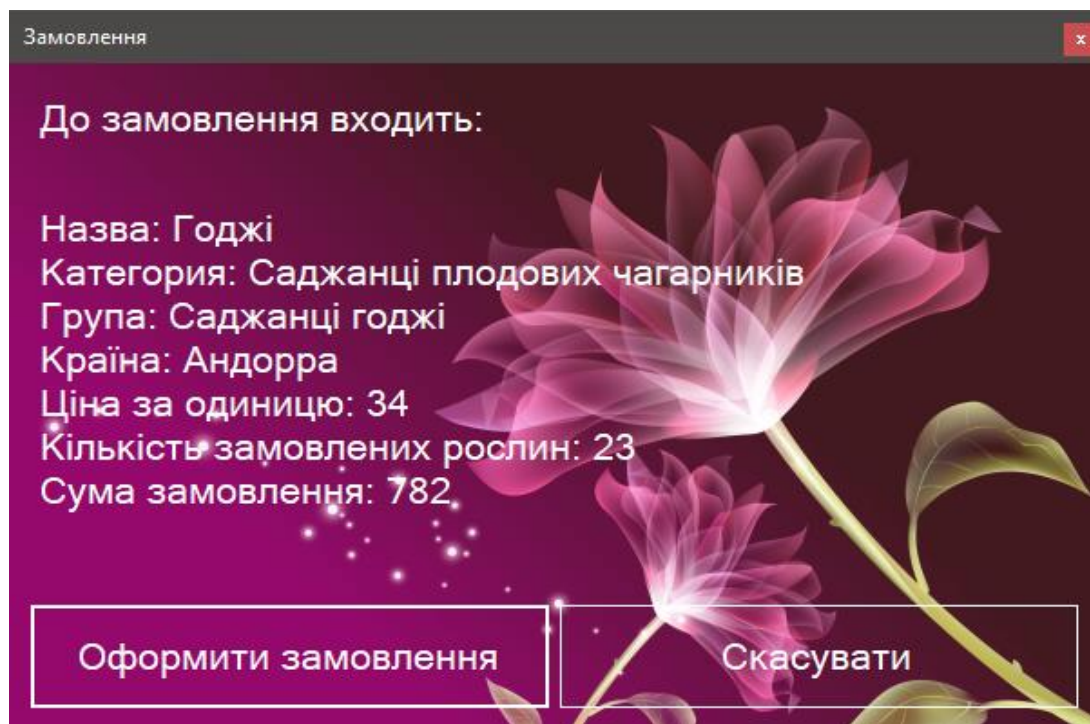 Замовлення
x
До замовлення входить:
Назва: Годжі
Категория: Саджанці плодових чагарників
Група: Саджанці годжі
Країна: Андорра
Ціна за одиницю: 34
Кількість замовлених рослин: 23
Сума замовлення: 782
Оформити замовлення
Скасувати